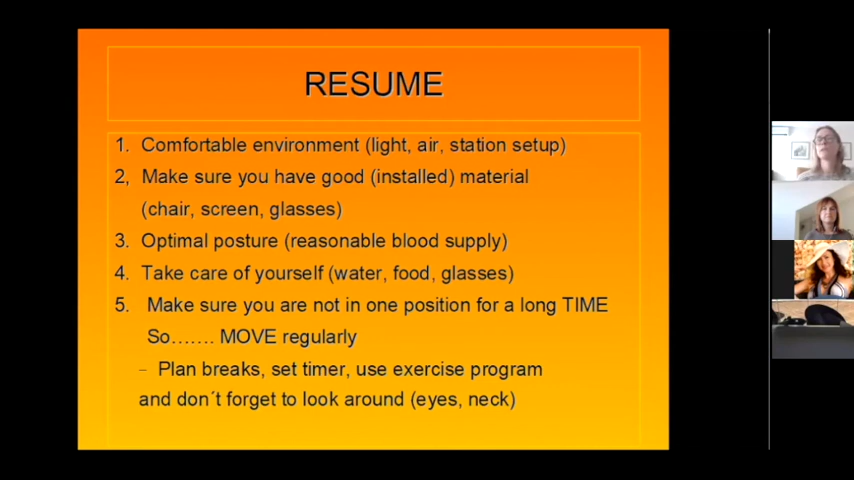 RESUME
1. Comfortable environment (light, air, station setup)
2, Make sure you have good (installed) material
(chair, screen, glasses)
3. Optimal posture (reasonable blood supply)
4. Take care of yourself (water, food, glasses)
5. Make sure you are not in one position for a long TIME
So……. MOVE regularly
– Plan breaks, set timer, use exercise program
and don´t forget to look around (eyes, neck)